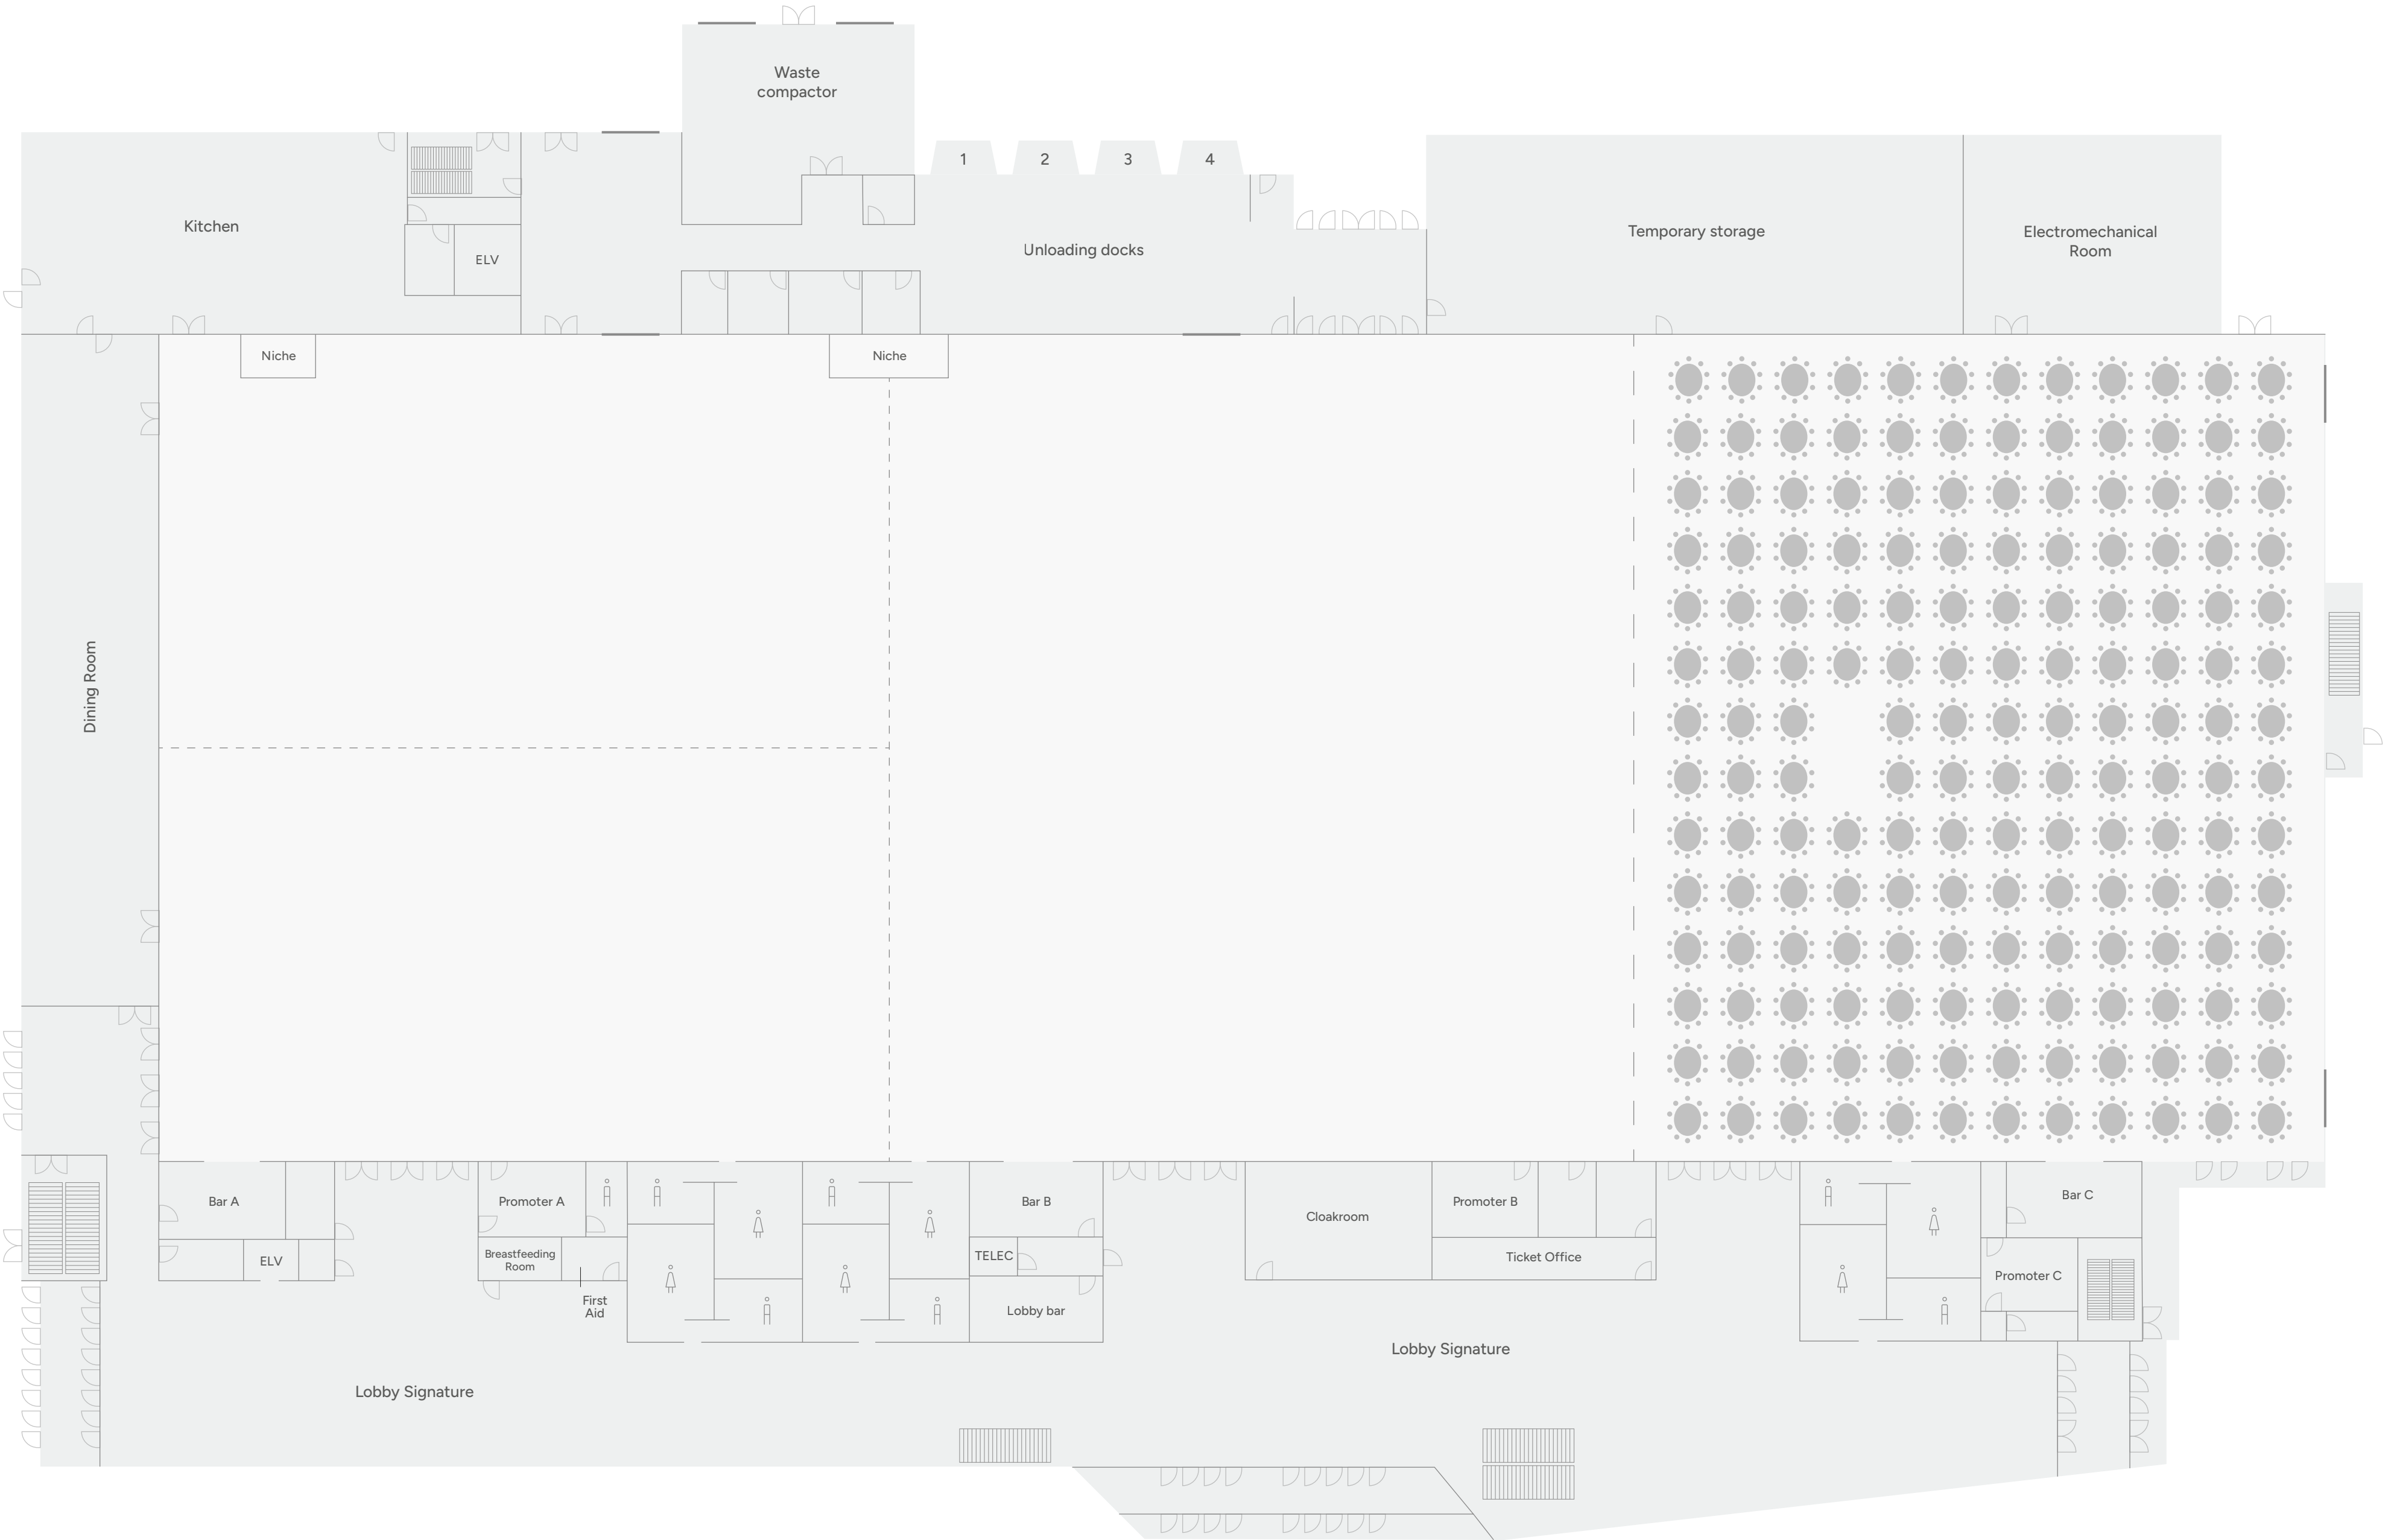 Waste
compactor
1
2
3
4
Kitchen
ELV
Unloading docks
Temporary storage
Electromechanical
Room
Niche
Niche
Dining Room
Bar A
ELV
Promoter A
Breastfeeding
Room
First
Aid
Bar B
TELEC
Lobby bar
Cloakroom
Promoter B
Ticket Office
Bar C
Promoter C
Lobby Signature
Lobby Signature